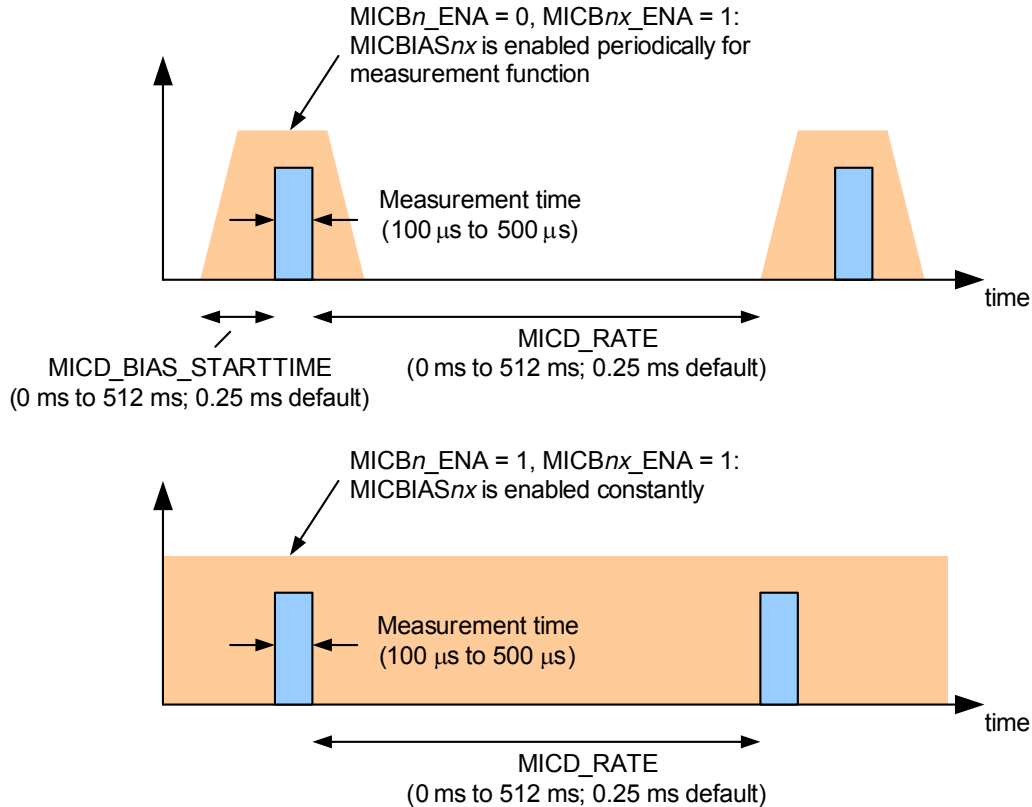 MICBn_ENA = 0, MICBnx_ENA = 1:
MICBIASnx is enabled periodically for
measurement function
Measurement time
(100 μs to 500 μs)
time
MICD_BIAS_STARTTIME
(0 ms to 512 ms; 0.25 ms default)
MICD_RATE
(0 ms to 512 ms; 0.25 ms default)
MICBn_ENA = 1, MICBnx_ENA = 1:
MICBIASnx is enabled constantly
Measurement time
(100 μs to 500 μs)
time
MICD_RATE
(0 ms to 512 ms; 0.25 ms default)